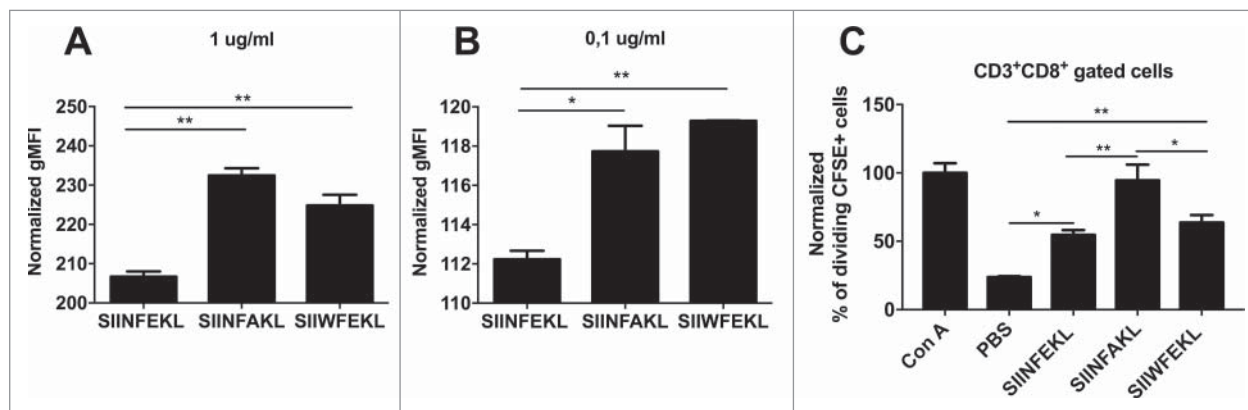 A
1 ug/ml
**
**
Normalized gMFI
250
240
230
220
210
200
SIINFEKL
SIINFAKL
SIIWFEKL
B
0,1 ug/ml
**
*
Normalized gMFI
120
118
116
114
112
110
SIINFEKL
SIINFAKL
SIIWFEKL
C
CD3⁺CD8⁺ gated cells
**
**
*
*
Normalized
% of dividing CFSE+ cells
150
100
50
0
Con A
PBS
SIINFEKL
SIINFAKL
SIIWFEKL